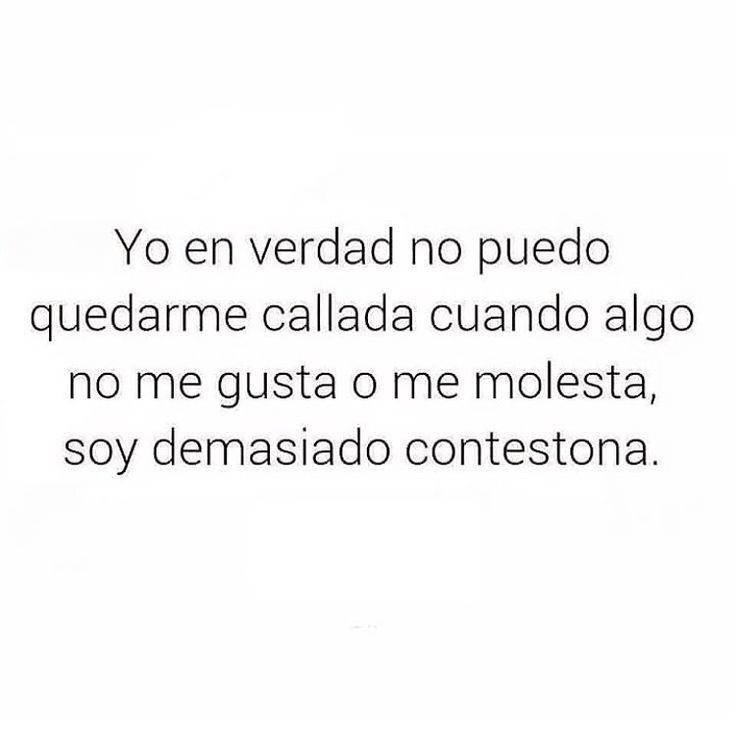 Yo en verdad no puedo
quedarme callada cuando algo
no me gusta o me molesta,
soy demasiado contestona.